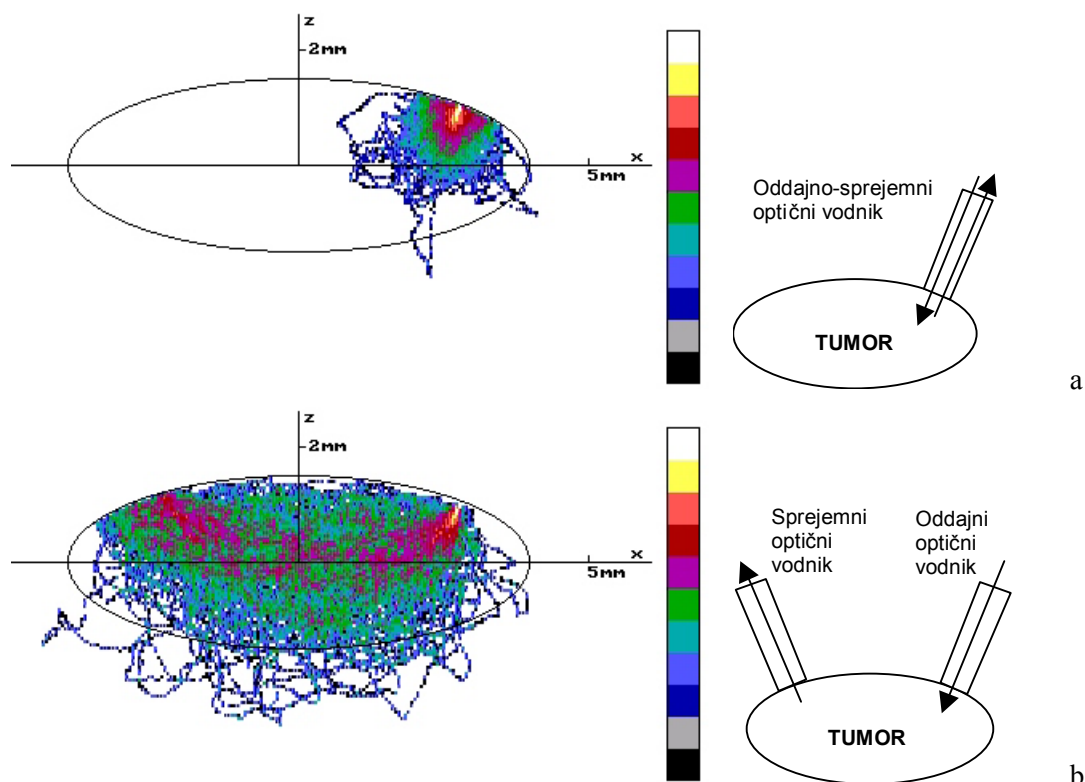 z
2mm
x
5mm
Oddajno-sprejemni
optični vodnik
TUMOR
a
z
2mm
x
5mm
Sprejemni
optični
vodnik
Oddajni
optični
vodnik
TUMOR
b